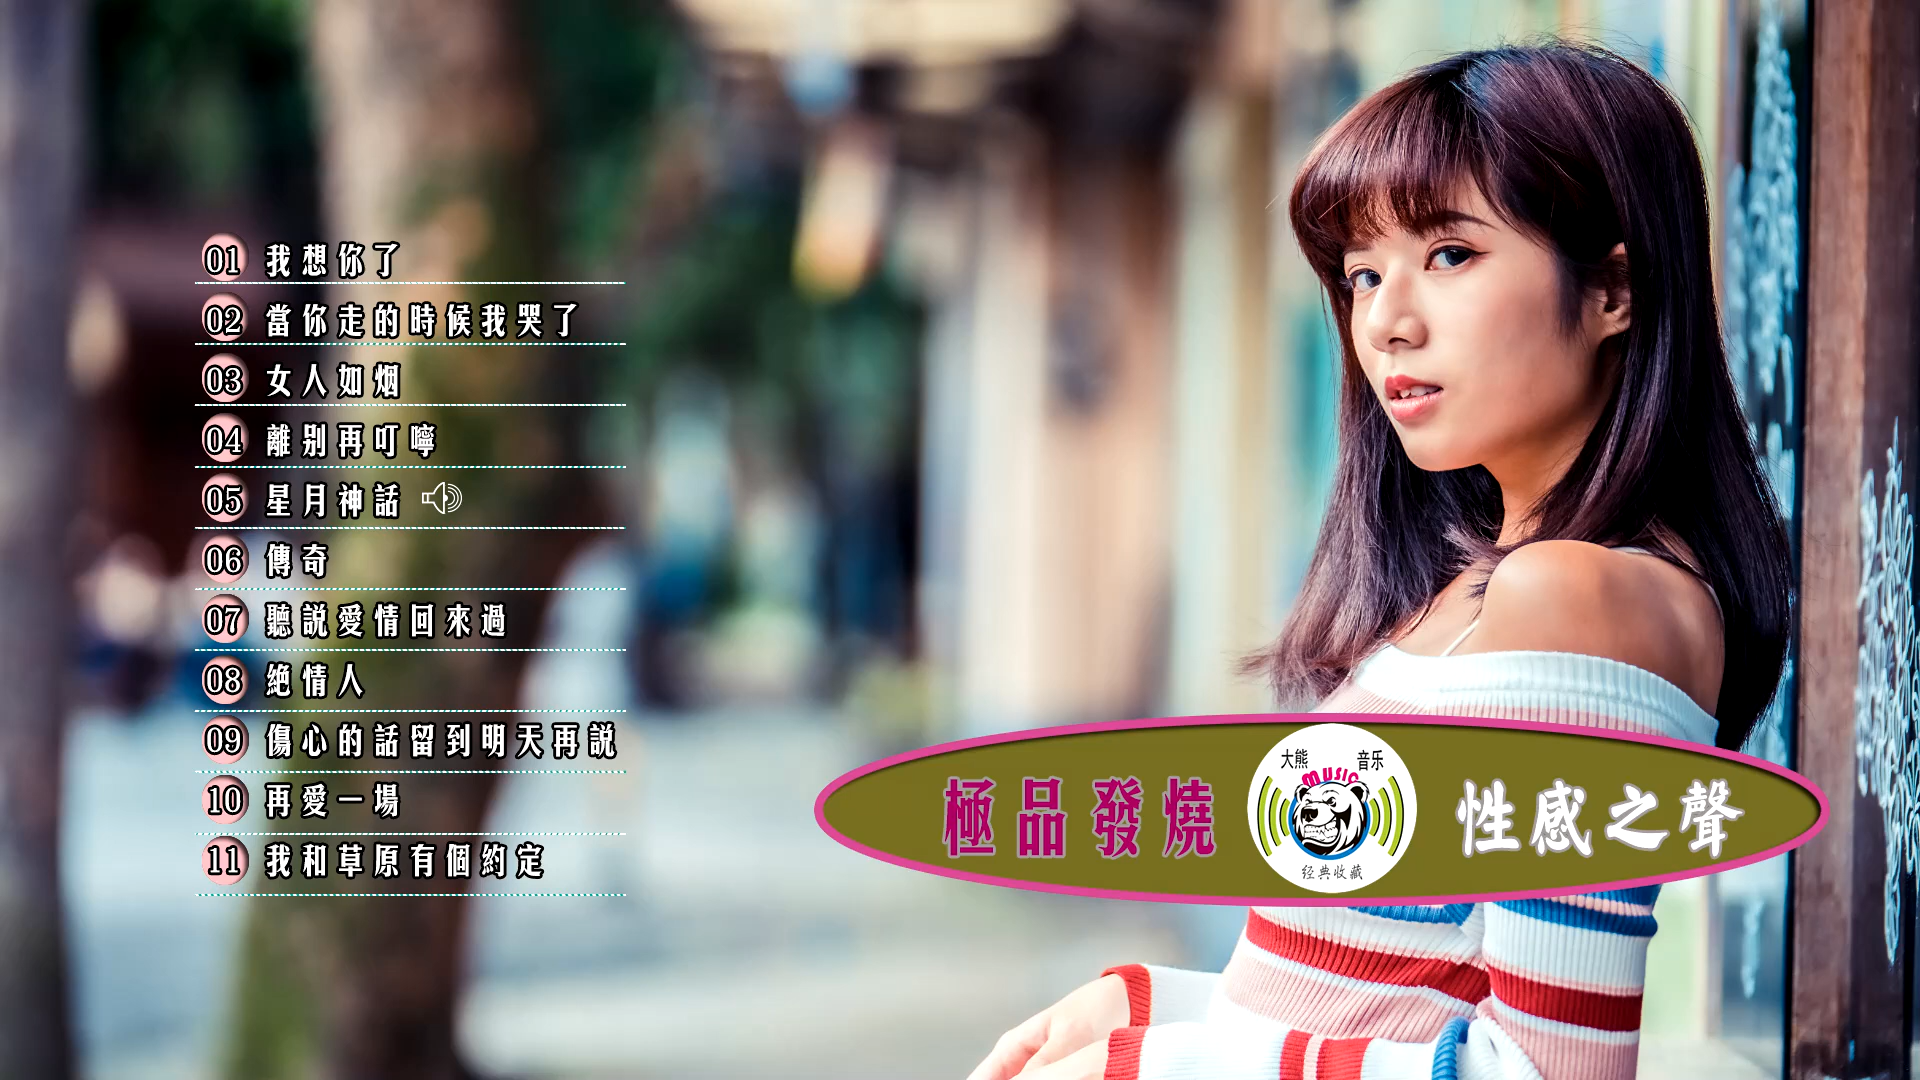 01 我想你了
02 當你走的時候我哭了
03 女人如烟
04 離别再叮嚀
05 星月神話
06 傳奇
07 聽説愛情回來過
08 絶情人
09 傷心的話留到明天再説
10 再愛一場
11 我和草原有個約定
極品發燒
大熊 音乐
MUSIC
经典收藏
性感之聲